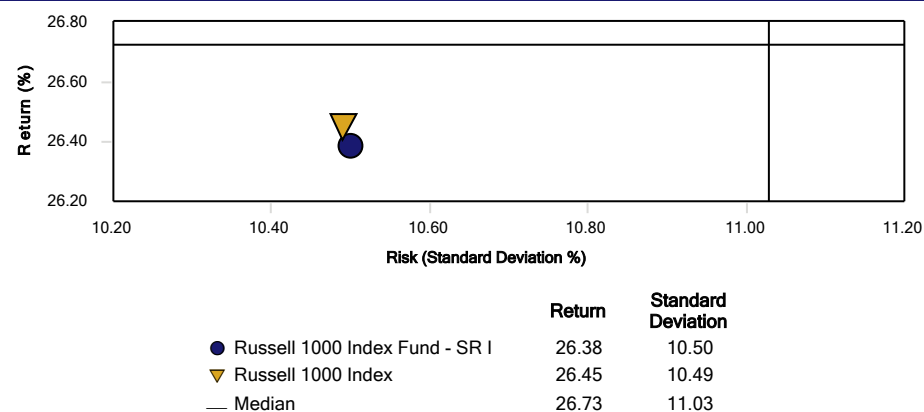 26.80
26.60
26.40
26.20
Return (%)
10.20 10.40 10.60 10.80 11.00 11.20
Risk (Standard Deviation %)
Return Standard Deviation
Russell 1000 Index Fund - SR I 26.38 10.50
Russell 1000 Index 26.45 10.49
Median 26.73 11.03